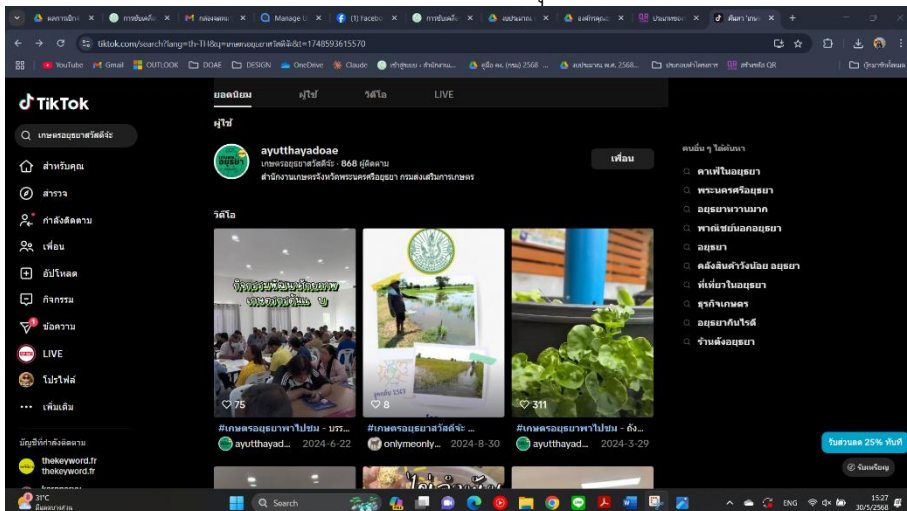 Manage U
(1) Facebo
tiktok.com/search?lang=th-TH&q=เกษตรอยุธยาสวัสดีจ้ะ&t=1748593615570
YouTube
Gmail
OUTLOOK
DOAE
DESIGN
OneDrive
Claude
TikTok
เกษตรอยุธยาสวัสดีจ้ะ
สำหรับคุณ
สำรวจ
กำลังติดตาม
เพื่อน
อัปโหลด
กิจกรรม
ข้อความ
LIVE
โปรไฟล์
เพิ่มเติม
บัญชีที่กำลังติดตาม
thekeyword.fr
thekeyword.fr
ยอดนิยม
ผู้ใช้
วิดีโอ
LIVE
ผู้ใช้
ayutthayadoae
เกษตรอยุธยาสวัสดีจ้ะ · 868 ผู้ติดตาม
สำนักงานเกษตรจังหวัดพระนครศรีอยุธยา กรมส่งเสริมการเกษตร
เพื่อน
วิดีโอ
75
8
311
#เกษตรอยุธยาพาไปชม - บรร...
ayutthayad... 2024-6-22
#เกษตรอยุธยาสวัสดีจ้ะ ...
onlymeonly... 2024-8-30
#เกษตรอยุธยาพาไปชม - ถัง...
ayutthayad... 2024-3-29
คนอื่น ๆ ได้ค้นหา
คาเฟ่ในอยุธยา
พระนครศรีอยุธยา
อยุธยาหวานมาก
พาณิชย์นอกอยุธยา
อยุธยา
คลังสินค้าวังน้อย อยุธยา
ที่เที่ยวในอยุธยา
ธุรกิจเกษตร
อยุธยากินไรดี
ร้านดังอยุธยา
รับส่วนลด 25% ทันที
รับเหรียญ
31°C
มีแดดบางส่วน
Search
ENG
15:27
30/5/2568